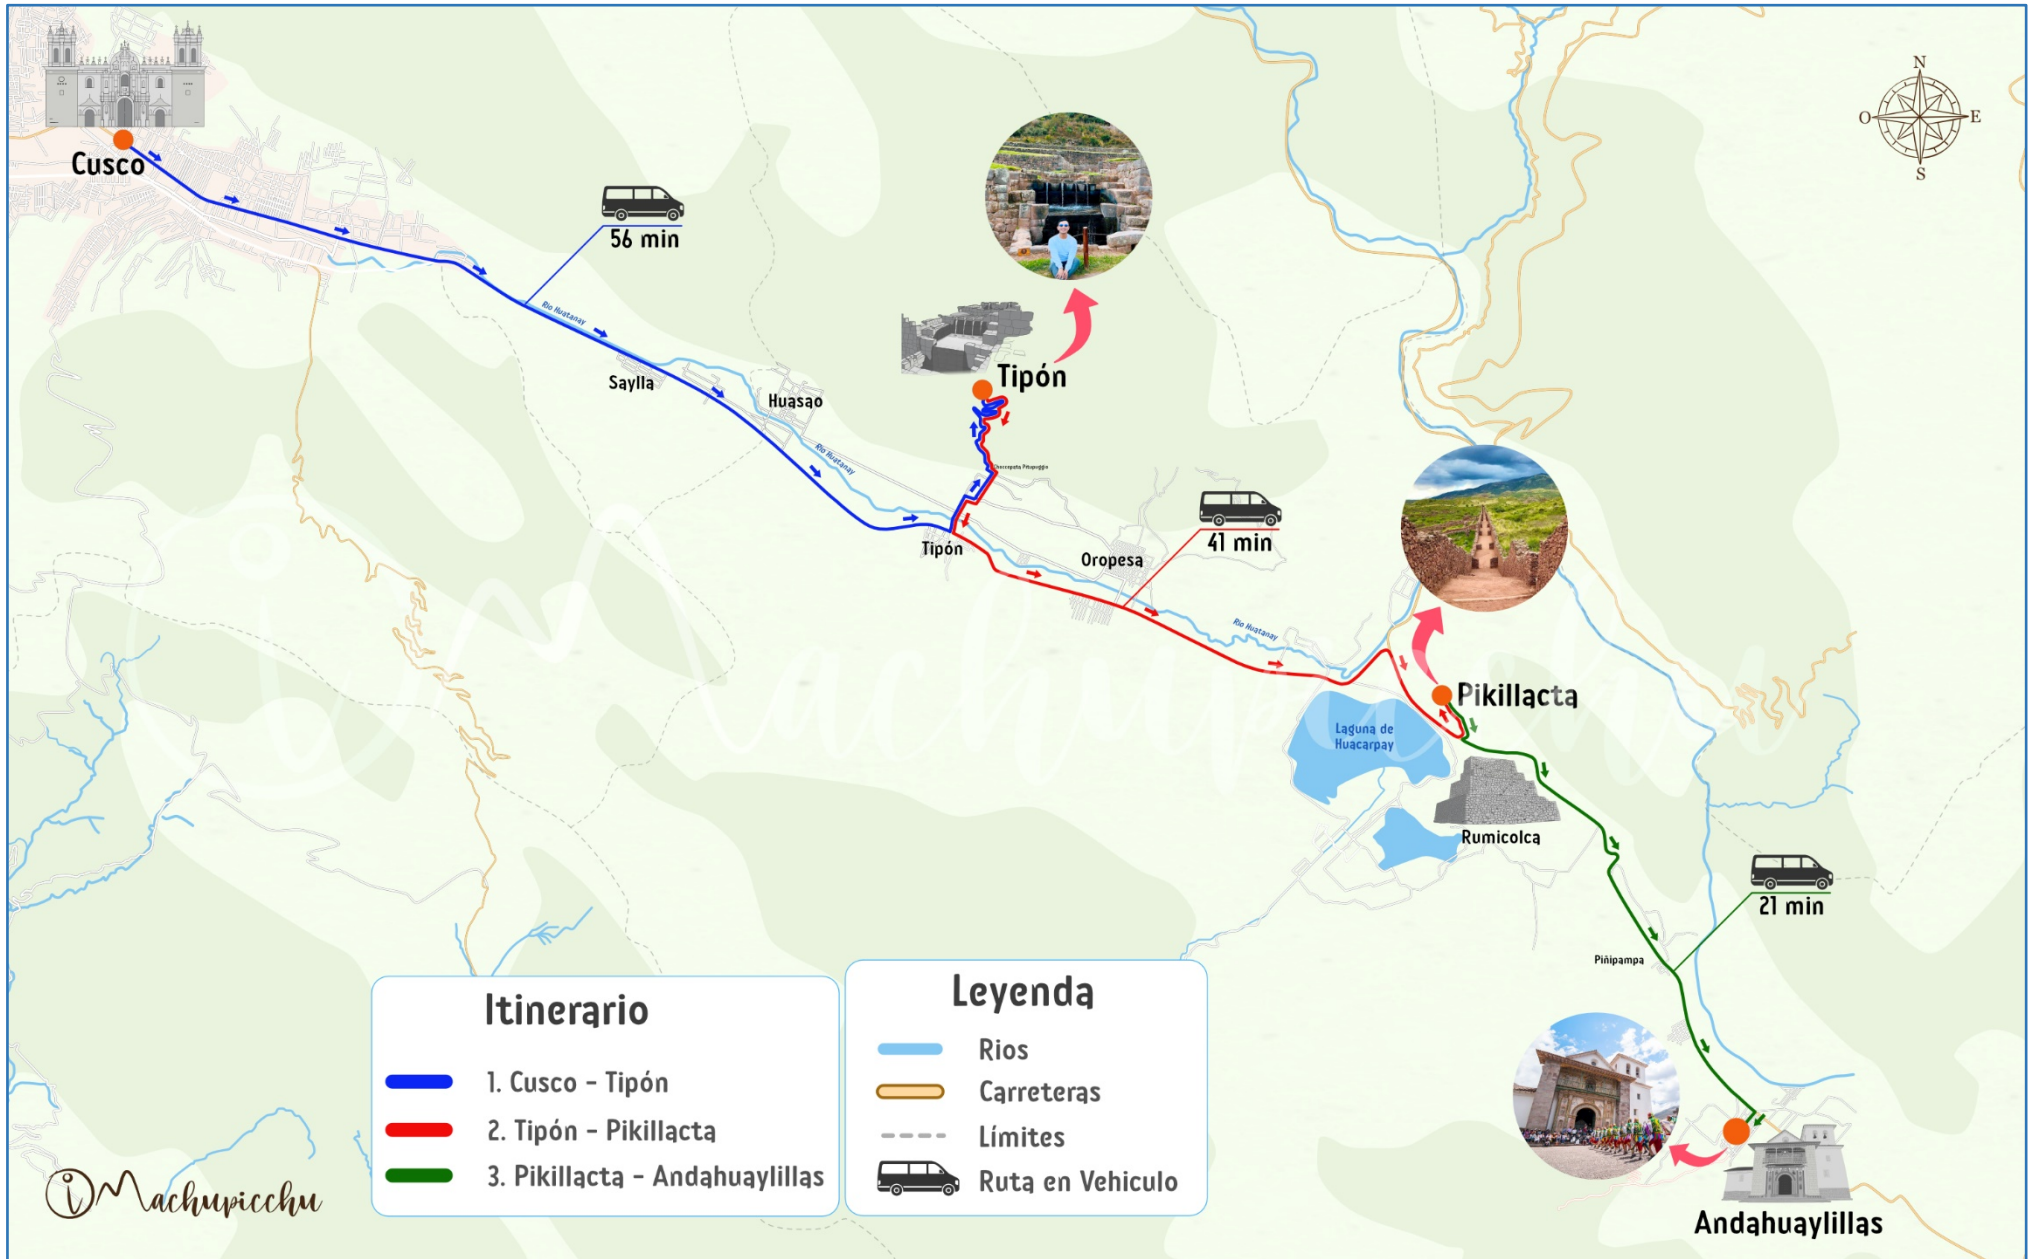 N
O
E
S
Cusco
56 min
Rio Huatanay
Saylla
Huasao
Rio Huatanay
Tipón
Tipón
Oropesa
41 min
Rio Huatanay
Pikillacta
Laguna de
Huacarpay
Rumicolca
21 min
Piñipampa
Andahuaylillas
Itinerario
1. Cusco - Tipón
2. Tipón - Pikillacta
3. Pikillacta - Andahuaylillas
Leyenda
Rios
Carreteras
Límites
Ruta en Vehiculo
iMachupicchu
iMachupicchu